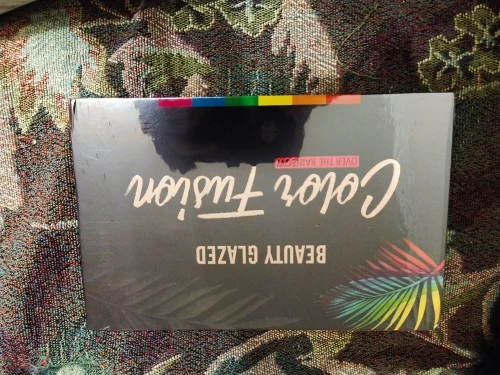 BEAUTY GLAZED
Color Fusion
OVER THE RAINBOW